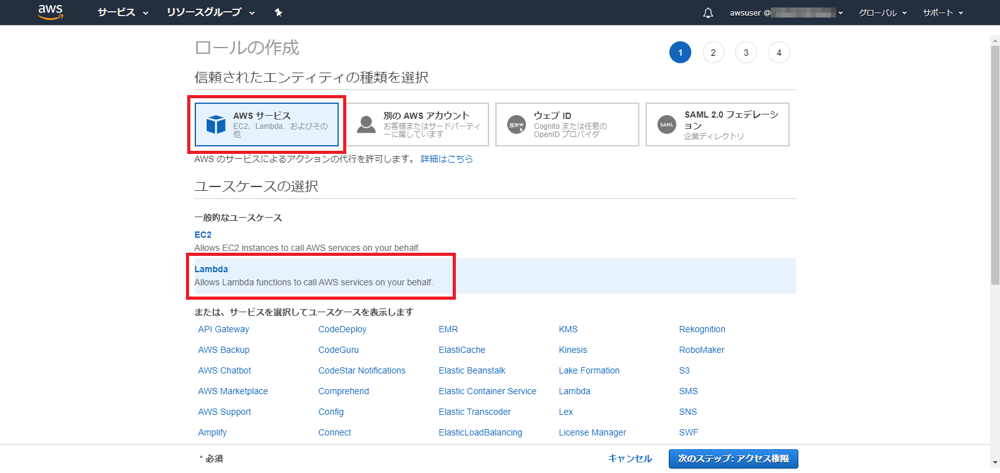 aws サービス リソースグループ awsuser @ グローバル サポート
ロールの作成
1 2 3 4
信頼されたエンティティの種類を選択
AWS サービス
EC2、Lambda、およびその
他
別の AWS アカウント
お客様またはサードパーティ
ーに属しています
ウェブ ID
Cognito または任意の
OpenID プロバイダ
SAML
SAML 2.0 フェデレーシ
ョン
企業ディレクトリ
www
AWS のサービスによるアクションの代行を許可します。 詳細はこちら
ユースケースの選択
一般的なユースケース
EC2
Allows EC2 instances to call AWS services on your behalf.
Lambda
Allows Lambda functions to call AWS services on your behalf.
または、サービスを選択してユースケースを表示します
API Gateway CodeDeploy EMR KMS Rekognition
AWS Backup CodeGuru ElastiCache Kinesis RoboMaker
AWS Chatbot CodeStar Notifications Elastic Beanstalk Lake Formation S3
AWS Marketplace Comprehend Elastic Container Service Lambda SMS
AWS Support Config Elastic Transcoder Lex SNS
Amplify Connect ElasticLoadBalancing License Manager SWF
* 必須 キャンセル 次のステップ: アクセス権限